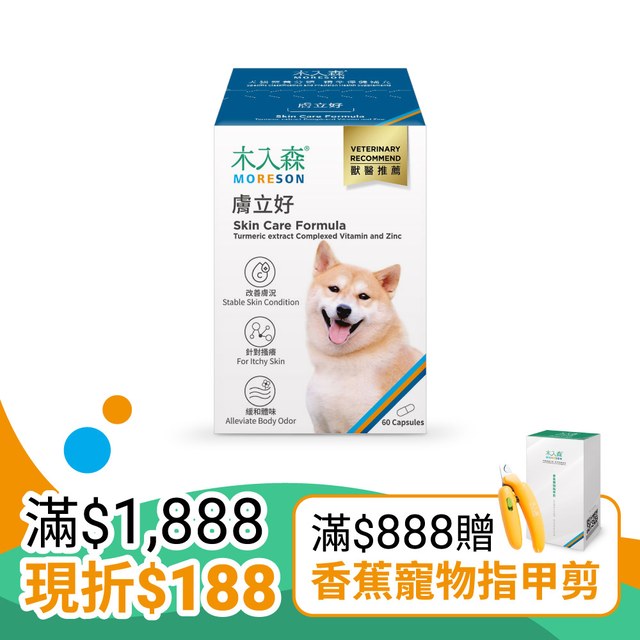 木入森®
MORESON
膚立好
Skin Care Formula
木入森®
MORESON
VETERINARY
RECOMMEND
獸醫推薦
膚立好
Skin Care Formula
Turmeric extract Complexed Vitamin and Zinc
改善膚況
Stable Skin Condition
針對搔癢
For Itchy Skin
緩和體味
Alleviate Body Odor
60 Capsules
滿$1,888
現折$188
滿$888贈
香蕉寵物指甲剪
木入森